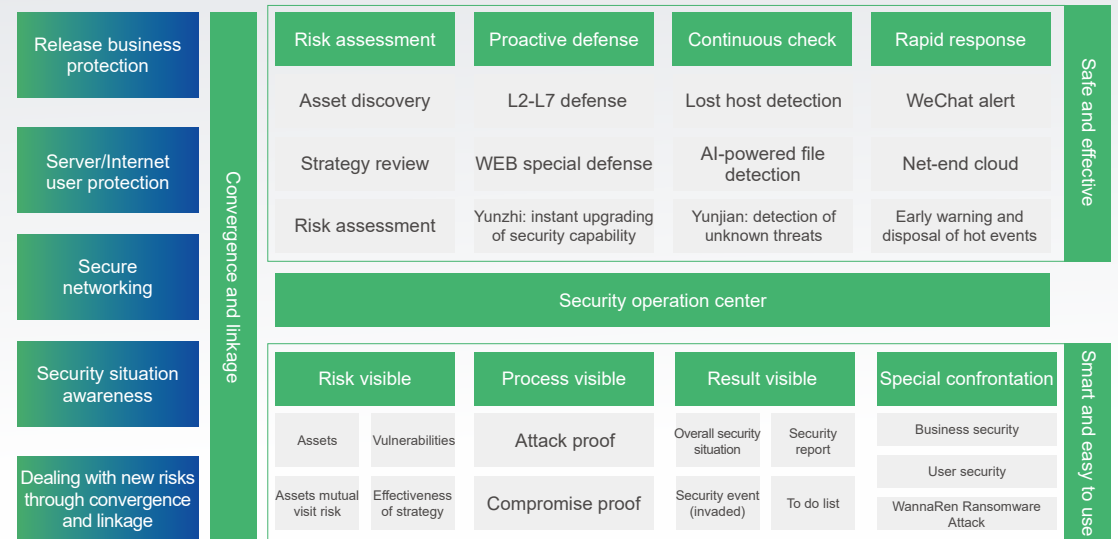 Release business
protection
Server/Internet
user protection
Secure
networking
Security situation
awareness
Dealing with new risks
through convergence
and linkage
Convergence and linkage
Risk assessment
Proactive defense
Continuous check
Rapid response
Asset discovery
L2-L7 defense
Lost host detection
WeChat alert
Strategy review
WEB special defense
AI-powered file
detection
Net-end cloud
Risk assessment
Yunzhi: instant upgrading
of security capability
Yunjian: detection of
unknown threats
Early warning and
disposal of hot events
Safe and effective
Security operation center
Risk visible
Process visible
Result visible
Special confrontation
Assets
Vulnerabilities
Assets mutual
visit risk
Effectiveness
of strategy
Attack proof
Compromise proof
Overall security
situation
Security
report
Security event
(invaded)
To do list
Business security
User security
WannaRen Ransomware
Attack
Smart and easy to use